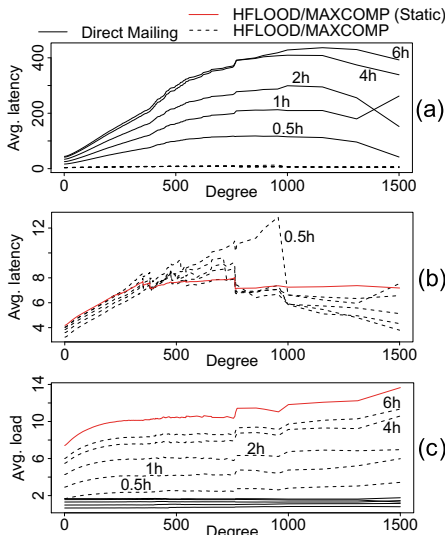 HFLOOD/MAXCOMP (Static)
Direct Mailing
HFLOOD/MAXCOMP
Avg. latency
400
200
0
6h
4h
2h
1h
0.5h
(a)
0
500
1000
1500
Degree
Avg. latency
12
10
8
6
4
0.5h
(b)
0
500
1000
1500
Degree
Avg. load
14
10
6
2
6h
4h
2h
1h
0.5h
(c)
0
500
1000
1500
Degree